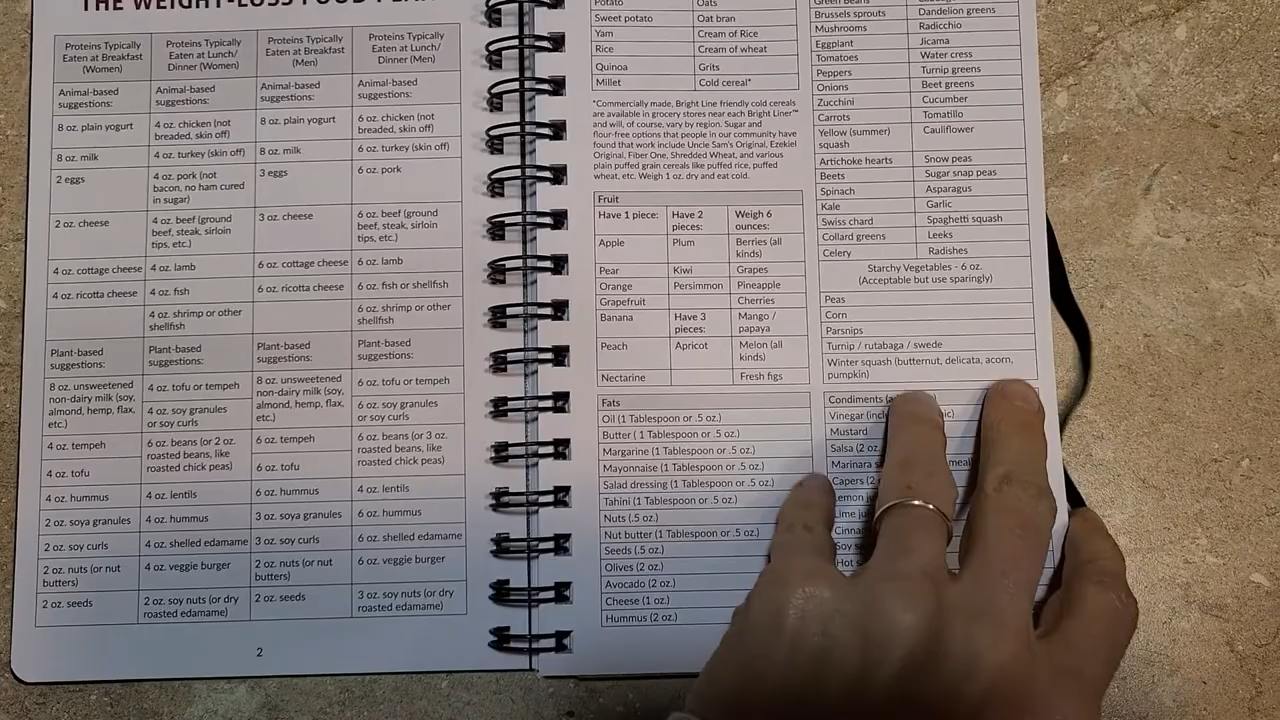 THE WEIGHT-LOSS FOOD
Proteins Typically
Eaten at Breakfast
(Women)
Proteins Typically
Eaten at Lunch/
Dinner (Women)
Proteins Typically
Eaten at Breakfast
(Men)
Proteins Typically
Eaten at Lunch/
Dinner (Men)
Animal-based
suggestions:
Animal-based
suggestions:
Animal-based
suggestions:
Animal-based
suggestions:
8 oz. plain yogurt
4 oz. chicken (not
breaded, skin off)
8 oz. plain yogurt
6 oz. chicken (not
breaded, skin off)
8 oz. milk
4 oz. turkey (skin off)
8 oz. milk
6 oz. turkey (skin off)
2 eggs
4 oz. pork (not
bacon, no ham cured
in sugar)
3 eggs
6 oz. pork
2 oz. cheese
4 oz. beef (ground
beef, steak, sirloin
tips, etc.)
3 oz. cheese
6 oz. beef (ground
beef, steak, sirloin
tips, etc.)
4 oz. cottage cheese
4 oz. lamb
6 oz. cottage cheese
6 oz. lamb
4 oz. ricotta cheese
4 oz. fish
6 oz. ricotta cheese
6 oz. fish or shellfish
4 oz. shrimp or other
shellfish
6 oz. shrimp or other
shellfish
Plant-based
suggestions:
Plant-based
suggestions:
Plant-based
suggestions:
Plant-based
suggestions:
8 oz. unsweetened
non-dairy milk (soy,
almond, hemp, flax,
etc.)
4 oz. tofu or tempeh
4 oz. soy granules
or soy curls
8 oz. unsweetened
non-dairy milk (soy,
almond, hemp, flax,
etc.)
6 oz. tofu or tempeh
6 oz. soy granules
or soy curls
4 oz. tempeh
4 oz. tofu
6 oz. beans (or 2 oz.
roasted beans, like
roasted chick peas)
6 oz. tempeh
6 oz. tofu
6 oz. beans (or 3 oz.
roasted beans, like
roasted chick peas)
4 oz. hummus
4 oz. lentils
6 oz. hummus
4 oz. lentils
2 oz. soya granules
4 oz. hummus
3 oz. soya granules
6 oz. hummus
2 oz. soy curls
4 oz. shelled edamame
3 oz. soy curls
6 oz. shelled edamame
2 oz. nuts (or nut
butters)
4 oz. veggie burger
2 oz. nuts (or nut
butters)
6 oz. veggie burger
2 oz. seeds
2 oz. soy nuts (or dry
roasted edamame)
2 oz. seeds
3 oz. soy nuts (or dry
roasted edamame)
2
Potato
Oats
Sweet potato
Oat bran
Yam
Cream of Rice
Rice
Cream of wheat
Quinoa
Grits
Millet
Cold cereal*
*Commercially made, Bright Line friendly cold cereals
are available in grocery stores near each Bright Liner™
and will, of course, vary by region. Sugar and
flour-free options that people in our community have
found that work include Uncle Sam's Original, Ezekiel
Original, Fiber One, Shredded Wheat, and various
plain puffed grain cereals like puffed rice, puffed
wheat, etc. Weigh 1 oz. dry and eat cold.
Fruit
Have 1 piece:
Have 2
pieces:
Weigh 6
ounces:
Apple
Plum
Berries (all
kinds)
Pear
Kiwi
Grapes
Orange
Persimmon
Pineapple
Grapefruit
Cherries
Banana
Have 3
pieces:
Mango /
papaya
Peach
Apricot
Melon (all
kinds)
Nectarine
Fresh figs
Fats
Oil (1 Tablespoon or .5 oz.)
Butter ( 1 Tablespoon or .5 oz.)
Margarine (1 Tablespoon or .5 oz.)
Mayonnaise (1 Tablespoon or .5 oz.)
Salad dressing (1 Tablespoon or .5 oz.)
Tahini (1 Tablespoon or .5 oz.)
Nuts (.5 oz.)
Nut butter (1 Tablespoon or .5 oz.)
Seeds (.5 oz.)
Olives (2 oz.)
Avocado (2 oz.)
Cheese (1 oz.)
Hummus (2 oz.)
Green Beans
Brussels sprouts
Dandelion greens
Mushrooms
Radicchio
Eggplant
Jicama
Tomatoes
Water cress
Peppers
Turnip greens
Onions
Beet greens
Zucchini
Cucumber
Carrots
Tomatillo
Yellow (summer)
squash
Cauliflower
Artichoke hearts
Snow peas
Beets
Sugar snap peas
Spinach
Asparagus
Kale
Garlic
Swiss chard
Spaghetti squash
Collard greens
Leeks
Celery
Radishes
Starchy Vegetables - 6 oz.
(Acceptable but use sparingly)
Peas
Corn
Parsnips
Turnip / rutabaga / swede
Winter squash (butternut, delicata, acorn,
pumpkin)
Condiments
Vinegar
Mustard
Salsa (2 oz.
Marinara
Capers (2